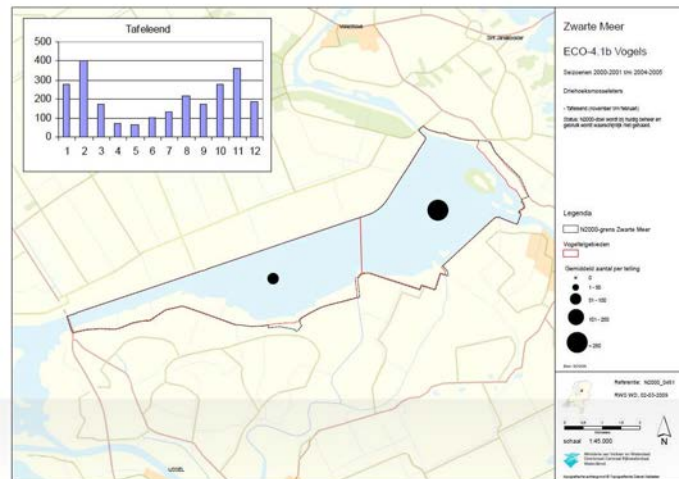 Tafeleend
500
400
300
200
100
0
1 2 3 4 5 6 7 8 9 10 11 12
IJSSEL
Zwarte Meer
ECO-4.1b Vogels
Seizoenen 2000-2001 t/m 2004-2005
Driehoeksmosseleters
- Tafeleend (november t/m februari)
Legenda
N2000-grens Zwarte Meer
Vogeltelgebieden
Gemiddeld aantal per telling
0
1 - 50
51 - 100
101 - 250
> 250
Referentie: N2000_0451
RWS WD, 02-03-2009
schaal 1:45.000
N